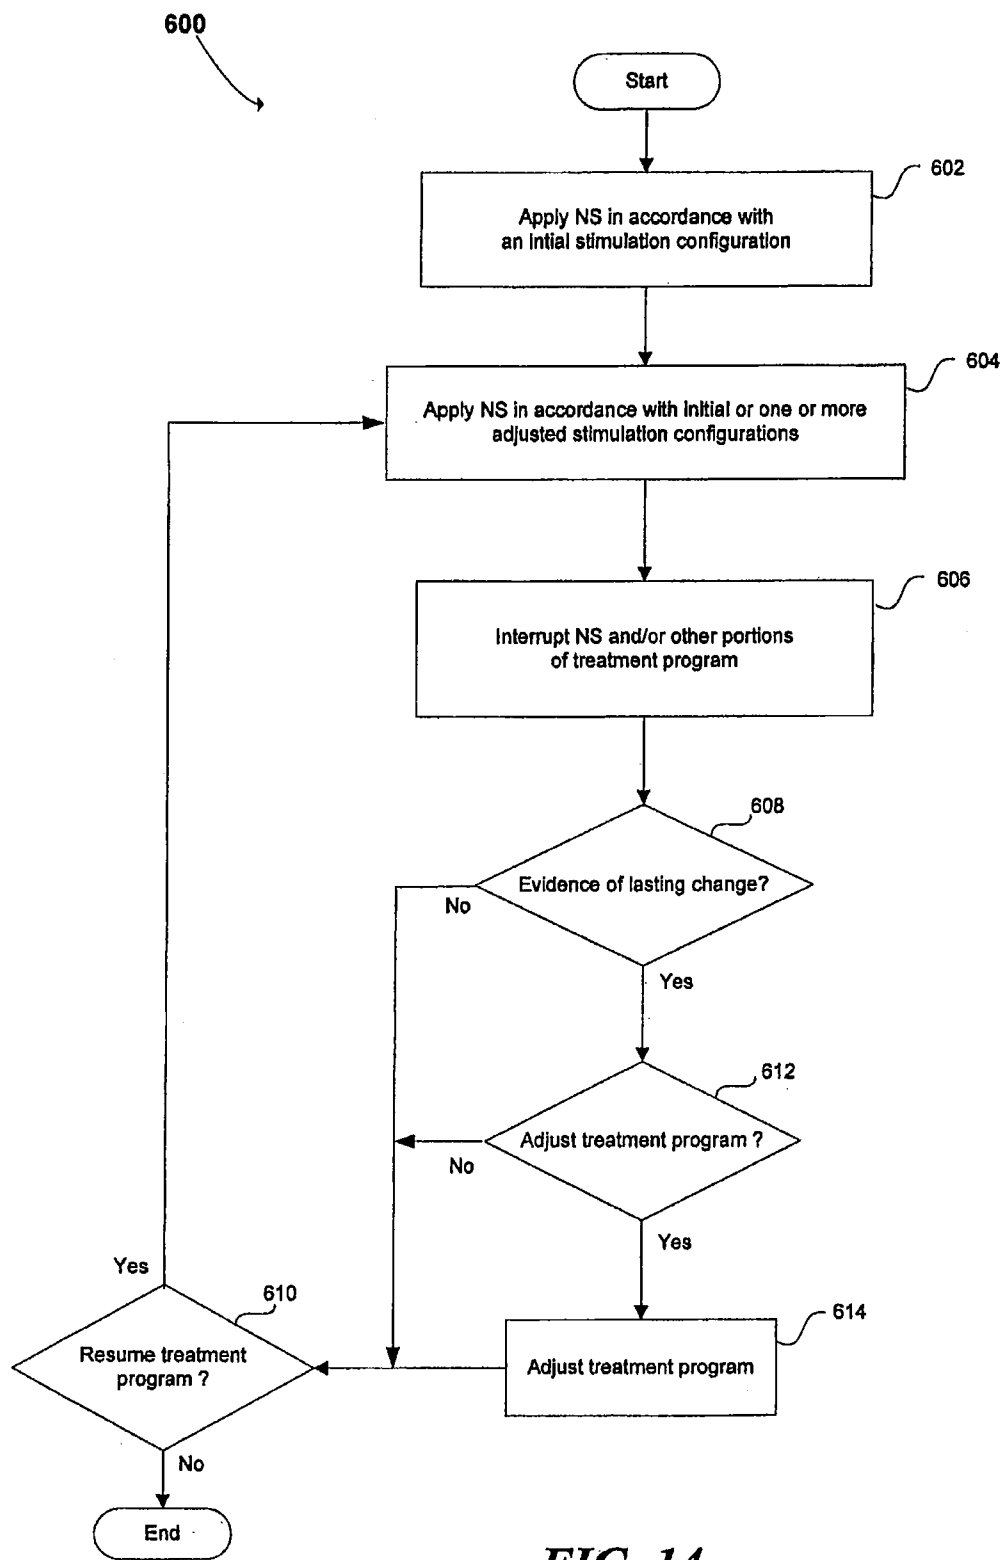 600
Start
602
Apply NS in accordance with
an intial stimulation configuration
604
Apply NS in accordance with initial or one or more
adjusted stimulation configurations
606
Interrupt NS and/or other portions
of treatment program
608
Evidence of lasting change?
No
Yes
612
Adjust treatment program ?
No
Yes
Yes
610
614
Resume treatment
program ?
Adjust treatment program
No
End
FIG. 14